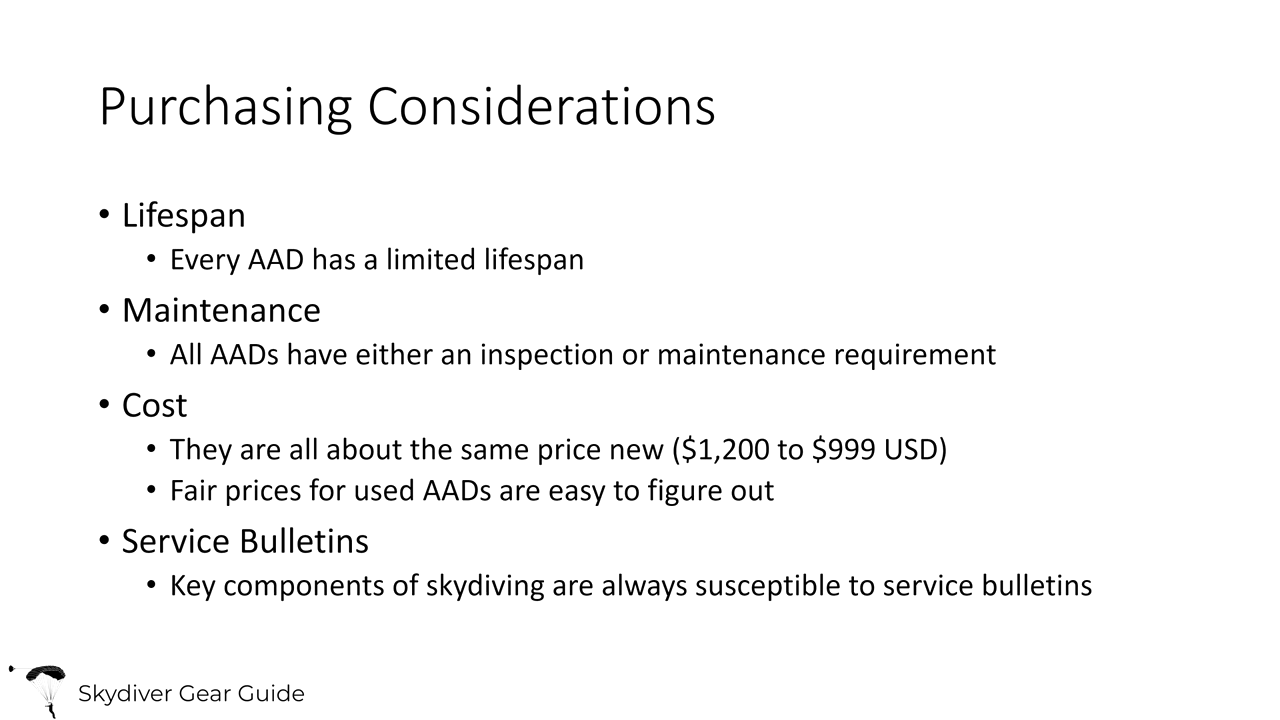 Purchasing Considerations
• Lifespan
• Every AAD has a limited lifespan
• Maintenance
• All AADs have either an inspection or maintenance requirement
• Cost
• They are all about the same price new ($1,200 to $999 USD)
• Fair prices for used AADs are easy to figure out
• Service Bulletins
• Key components of skydiving are always susceptible to service bulletins
Skydiver Gear Guide